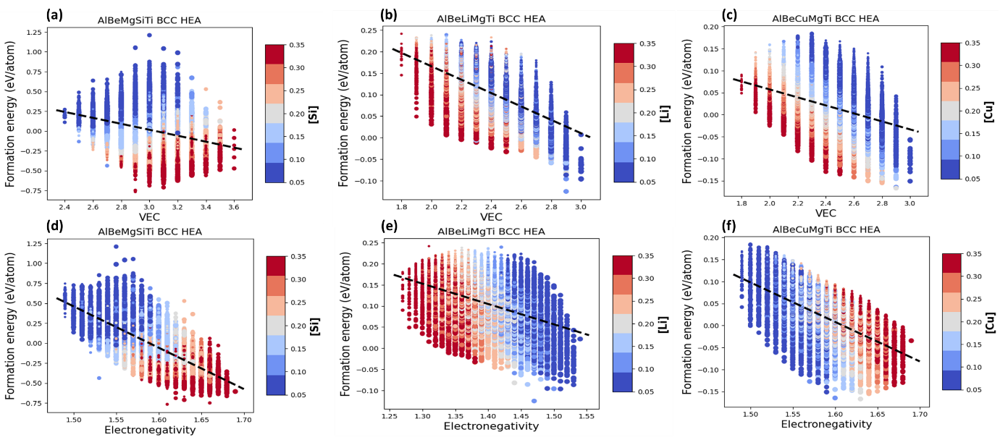 (a)
AlBeMgSiTi BCC HEA
Formation energy (eV/atom)
1.25
1.00
0.75
0.50
0.25
0.00
−0.25
−0.50
−0.75
2.4 2.6 2.8 3.0 3.2 3.4 3.6
VEC
0.35
0.30
0.25
0.20
0.15
0.10
0.05
[Si]
(b)
AlBeLiMgTi BCC HEA
Formation energy (eV/atom)
0.25
0.20
0.15
0.10
0.05
0.00
−0.05
−0.10
1.8 2.0 2.2 2.4 2.6 2.8 3.0
VEC
0.35
0.30
0.25
0.20
0.15
0.10
0.05
[Li]
(c)
AlBeCuMgTi BCC HEA
Formation energy (eV/atom)
0.20
0.15
0.10
0.05
0.00
−0.05
−0.10
−0.15
1.8 2.0 2.2 2.4 2.6 2.8 3.0
VEC
0.35
0.30
0.25
0.20
0.15
0.10
0.05
[Cu]
(d)
AlBeMgSiTi BCC HEA
Formation energy (eV/atom)
1.25
1.00
0.75
0.50
0.25
0.00
−0.25
−0.50
−0.75
1.50 1.55 1.60 1.65 1.70
Electronegativity
0.35
0.30
0.25
0.20
0.15
0.10
0.05
[Si]
(e)
AlBeLiMgTi BCC HEA
Formation energy (eV/atom)
0.25
0.20
0.15
0.10
0.05
0.00
−0.05
−0.10
1.25 1.30 1.35 1.40 1.45 1.50 1.55
Electronegativity
0.35
0.30
0.25
0.20
0.15
0.10
0.05
[Li]
(f)
AlBeCuMgTi BCC HEA
Formation energy (eV/atom)
0.20
0.15
0.10
0.05
0.00
−0.05
−0.10
−0.15
1.50 1.55 1.60 1.65 1.70
Electronegativity
0.35
0.30
0.25
0.20
0.15
0.10
0.05
[Cu]